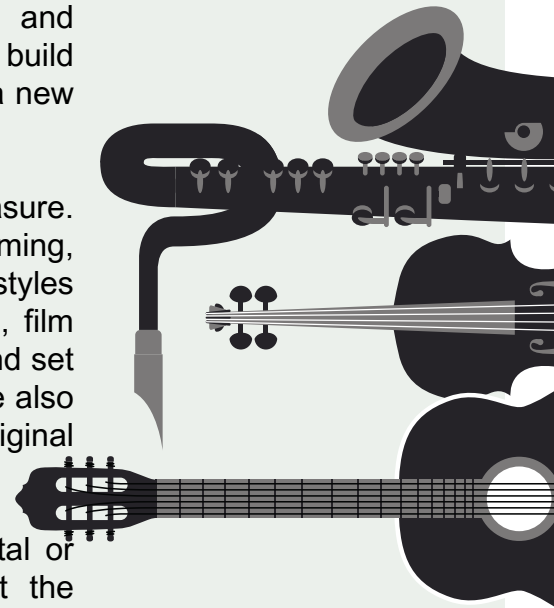 and
build
new
asure.
ming,
styles
, film
nd set
also
iginal
tal or
t the